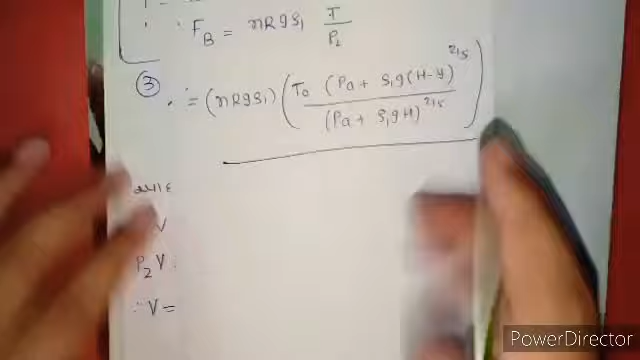 ∴ F_B = nRgS₁ T/P₂
③ ∴ = (nRgS₁) (T₀ (Pa + S₁g(H-y))^2/5 / (Pa + S₁gH)^2/5)
V
P₂V
∴ V =
PowerDirector